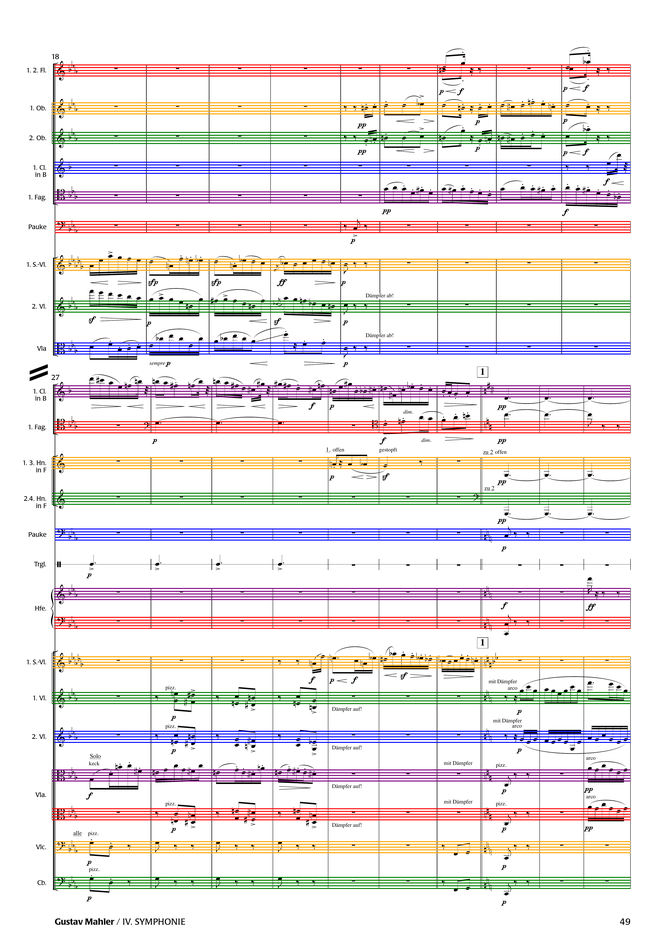 18
1. 2. Fl.
p f p f
1. Ob.
pp p
2. Ob.
pp p f
1. Cl.
in B
f
1. Fag.
pp f
Pauke
p
1. S.-Vl.
sfp sfp ff p
2. Vl.
Dämpfer ab!
sf p sf p
Vla
Dämpfer ab!
sempre p p
27
1
1. Cl.
in B
f p pp
1. Fag.
dim.
p f dim. pp
1. offen gestopft zu 2 offen
1. 3. Hn.
in F
p sf pp
zu 2
2.4. Hn.
in F
pp
Pauke
p
Trgl.
p
Hfe.
f ff
1
1. S.-Vl.
f p f sf f
mit Dämpfer
1. Vl.
pizz. arco
p Dämpfer auf! p
mit Dämpfer
2. Vl.
pizz. arco
p Dämpfer auf! p
Solo
keck mit Dämpfer pizz. arco
Vla.
f Dämpfer auf! p pp
pizz. mit Dämpfer pizz. arco
p Dämpfer auf! p pp
alle pizz.
Vlc.
p p
pizz.
Cb.
p p
Gustav Mahler / IV. SYMPHONIE 49